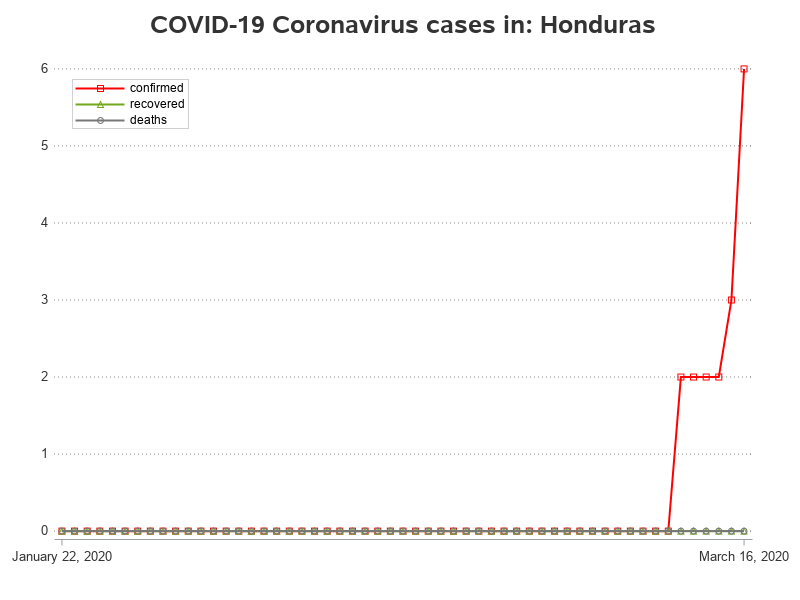 COVID-19 Coronavirus cases in: Honduras
6
confirmed
recovered
deaths
5
4
3
2
1
0
January 22, 2020
March 16, 2020